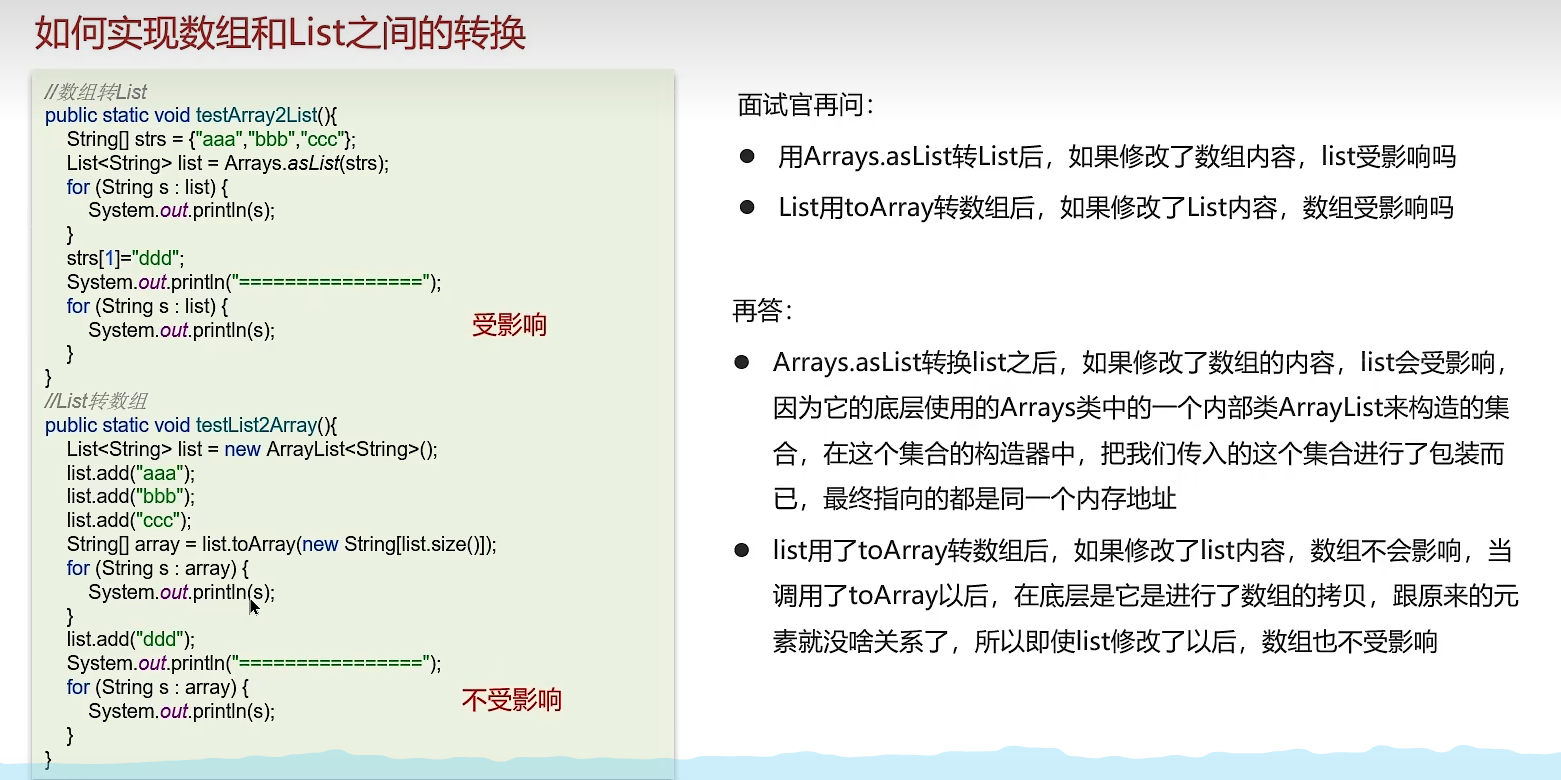 如何实现数组和List之间的转换
//数组转List
public static void testArray2List(){
String[] strs = {"aaa","bbb","ccc"};
List<String> list = Arrays.asList(strs);
for (String s : list) {
System.out.println(s);
}
strs[1]="ddd";
System.out.println("================");
for (String s : list) {
System.out.println(s);
受影响
}
}
//List转数组
public static void testList2Array(){
List<String> list = new ArrayList<String>();
list.add("aaa");
list.add("bbb");
list.add("ccc");
String[] array = list.toArray(new String[list.size()]);
for (String s : array) {
System.out.println(s);
}
list.add("ddd");
System.out.println("================");
for (String s : array) {
System.out.println(s);
不受影响
}
}
面试官再问：
● 用Arrays.asList转List后，如果修改了数组内容，list受影响吗
● List用toArray转数组后，如果修改了List内容，数组受影响吗
再答：
● Arrays.asList转换list之后，如果修改了数组的内容，list会受影响，
因为它的底层使用的Arrays类中的一个内部类ArrayList来构造的集
合，在这个集合的构造器中，把我们传入的这个集合进行了包装而
已，最终指向的都是同一个内存地址
● list用了toArray转数组后，如果修改了list内容，数组不会影响，当
调用了toArray以后，在底层是它是进行了数组的拷贝，跟原来的元
素就没啥关系了，所以即使list修改了以后，数组也不受影响